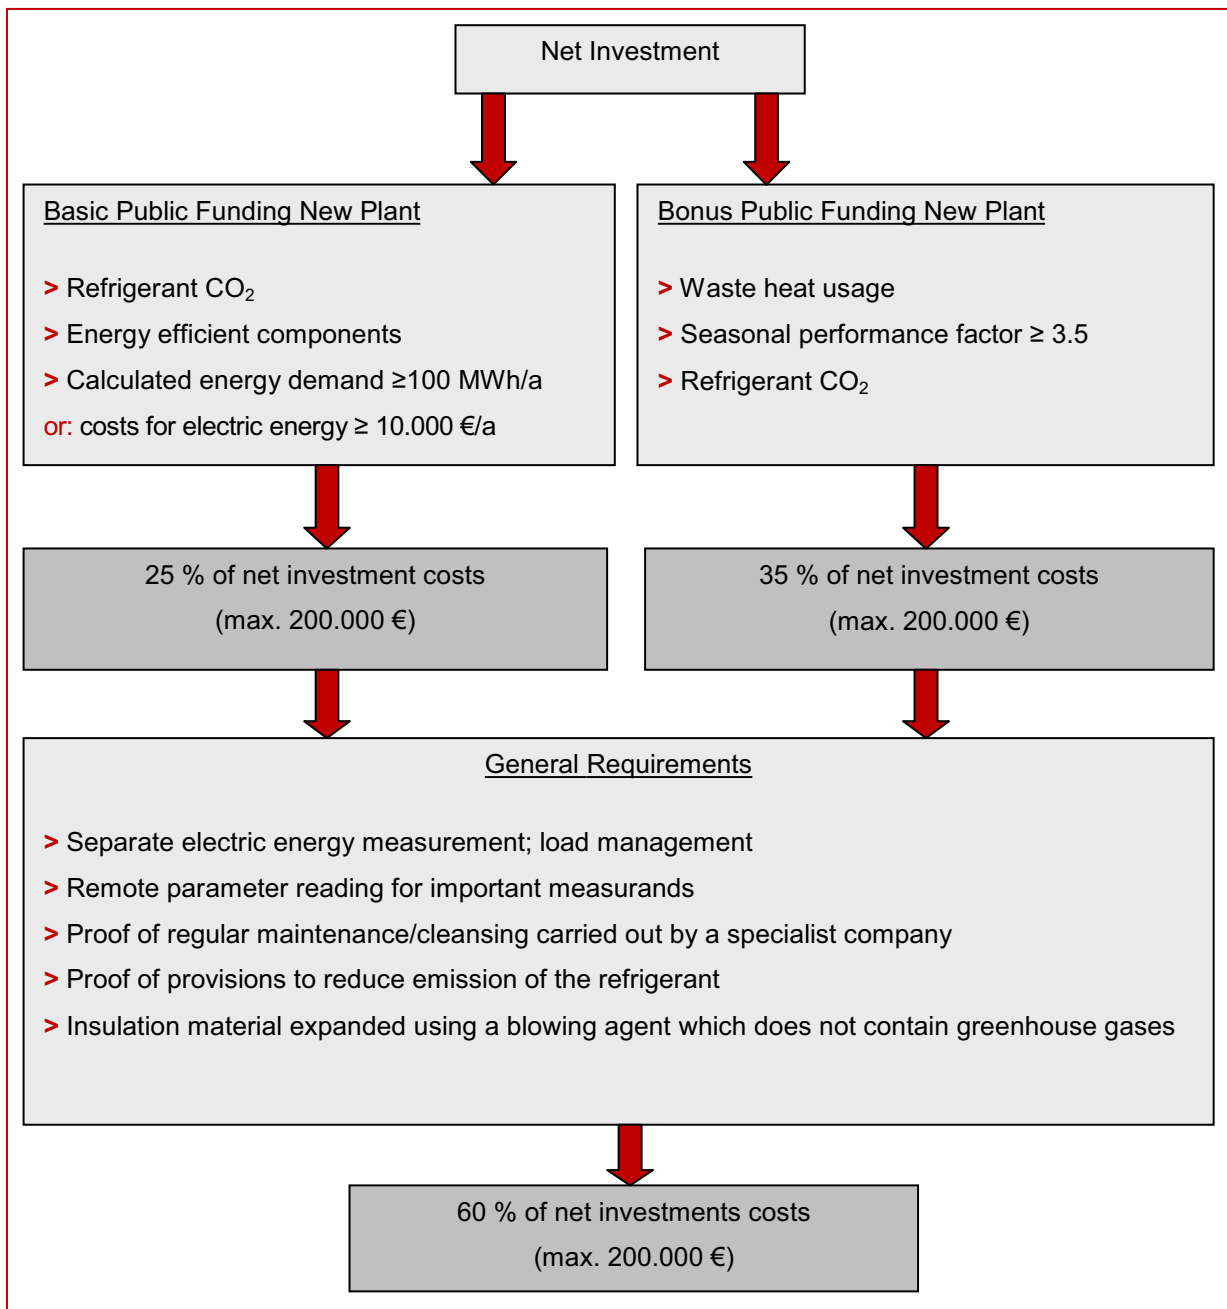 Net Investment
Basic Public Funding New Plant
> Refrigerant CO₂
> Energy efficient components
> Calculated energy demand ≥100 MWh/a
or: costs for electric energy ≥ 10.000 €/a
Bonus Public Funding New Plant
> Waste heat usage
> Seasonal performance factor ≥ 3.5
> Refrigerant CO₂
25 % of net investment costs
(max. 200.000 €)
35 % of net investment costs
(max. 200.000 €)
General Requirements
> Separate electric energy measurement; load management
> Remote parameter reading for important measurands
> Proof of regular maintenance/cleansing carried out by a specialist company
> Proof of provisions to reduce emission of the refrigerant
> Insulation material expanded using a blowing agent which does not contain greenhouse gases
60 % of net investments costs
(max. 200.000 €)